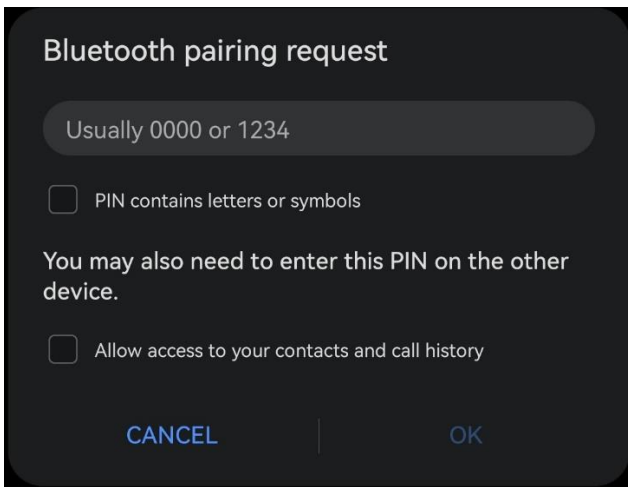 Bluetooth pairing request
Usually 0000 or 1234
PIN contains letters or symbols
You may also need to enter this PIN on the other
device.
Allow access to your contacts and call history
CANCEL
OK